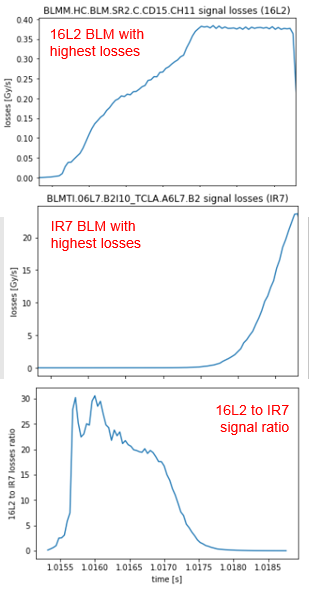 BLMM.HC.BLM.SR2.C.CD15.CH11 signal losses (16L2)
0.40
0.35
0.30
0.25
0.20
0.15
0.10
0.05
0.00
losses [Gy/s]
16L2 BLM with
highest losses
BLMTI.06L7.B2I10_TCLA.A6L7.B2 signal losses (IR7)
20
15
10
5
0
losses [Gy/s]
IR7 BLM with
highest losses
30
25
20
15
10
5
0
16L2 to IR7 losses ratio
16L2 to IR7
signal ratio
1.0155 1.0160 1.0165 1.0170 1.0175 1.0180 1.0185
time [s]